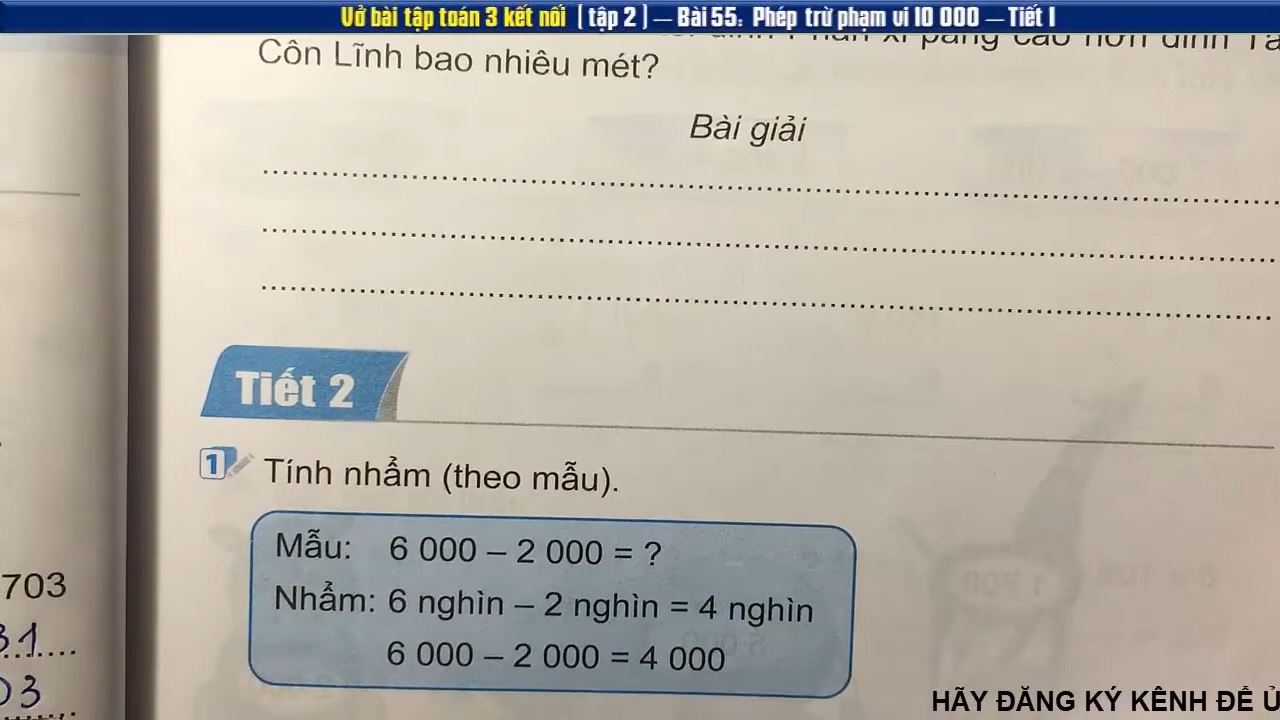 Vở bài tập toán 3 kết nối ( tập 2 ) – Bài 55: Phép trừ phạm vi 10 000 – Tiết 1
Côn Lĩnh bao nhiêu mét?
Bài giải
Tiết 2
1 Tính nhẩm (theo mẫu).
Mẫu: 6 000 – 2 000 = ?
Nhẩm: 6 nghìn – 2 nghìn = 4 nghìn
6 000 – 2 000 = 4 000
703
31
03
HÃY ĐĂNG KÝ KÊNH ĐỂ